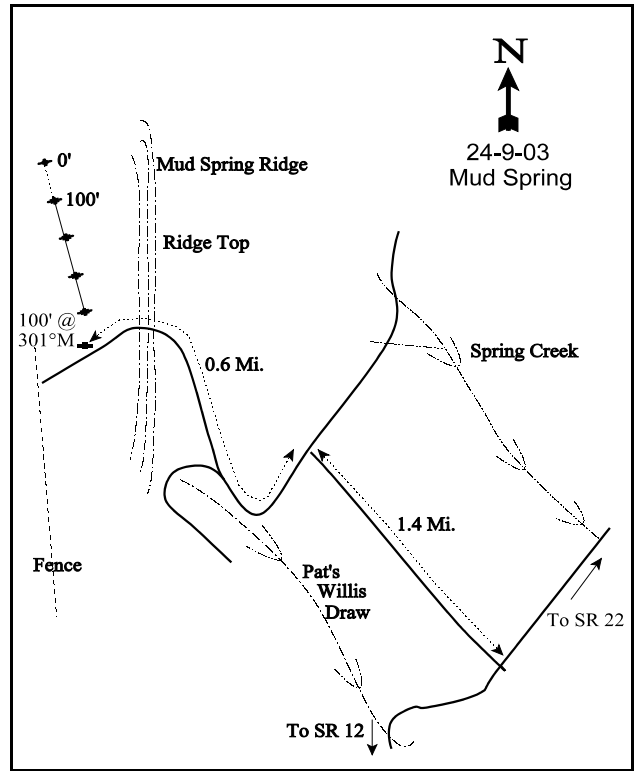 N
24-9-03
Mud Spring
0'
Mud Spring Ridge
100'
Ridge Top
100' @
301°M
Spring Creek
0.6 Mi.
1.4 Mi.
Fence
Pat's
Willis
Draw
To SR 22
To SR 12